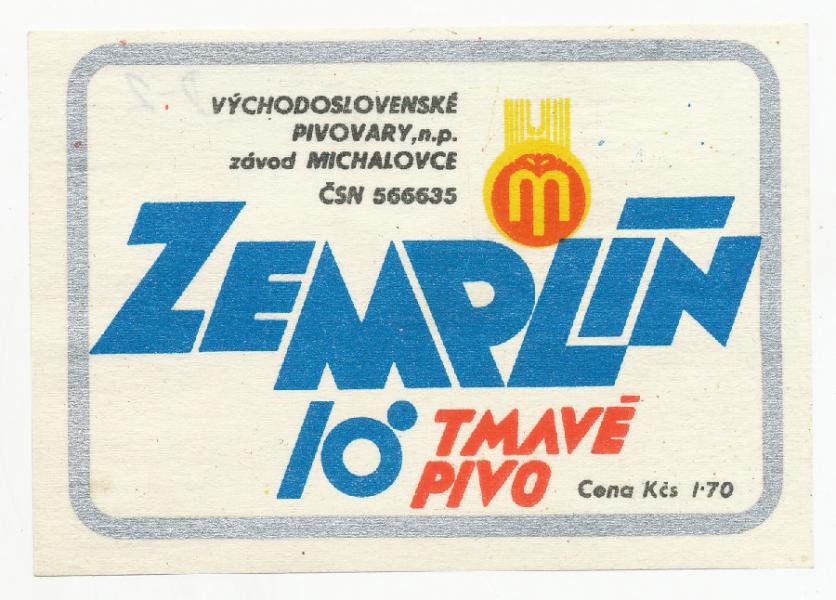 VÝCHODOSLOVENSKÉ
PIVOVARY, n.p.
závod MICHALOVCE
ČSN 566635
m
ZEMPLÍN
10°
TMAVÉ
PIVO
Cena Kčs 1·70